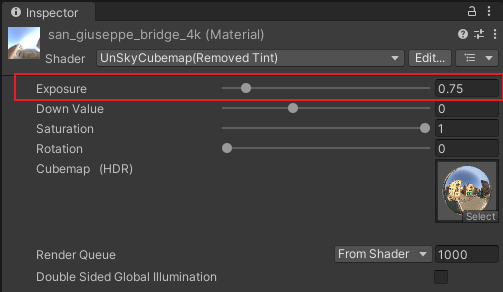 Inspector
san_giuseppe_bridge_4k (Material)
Shader UnSkyCubemap(Removed Tint) Edit...
Exposure 0.75
Down Value 0
Saturation 1
Rotation 0
Cubemap (HDR)
Select
Render Queue From Shader 1000
Double Sided Global Illumination